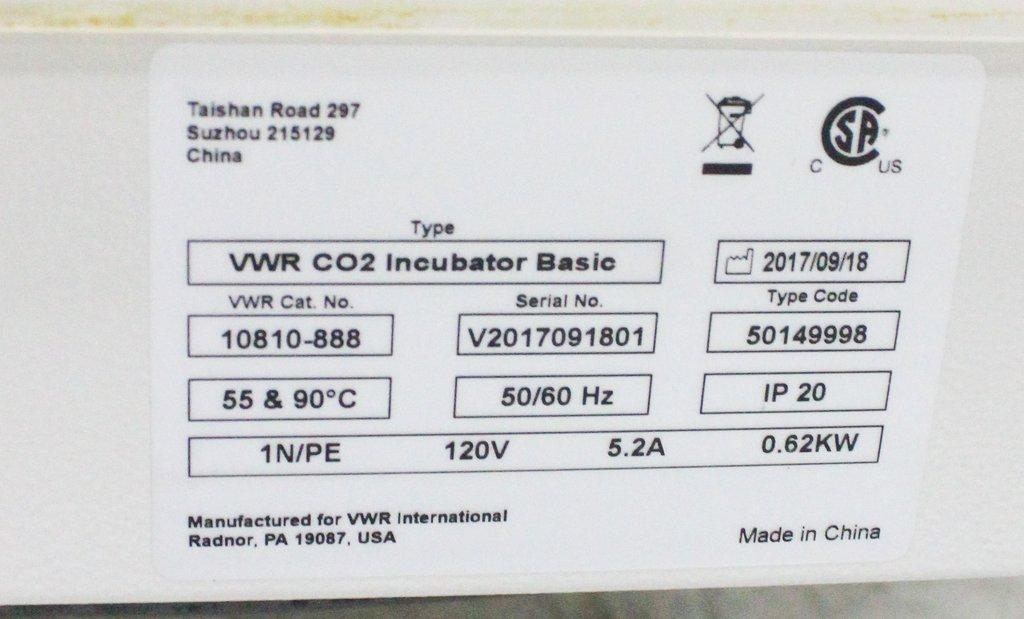 Taishan Road 297
Suzhou 215129
China
CSA®
C US
Type
VWR CO2 Incubator Basic
2017/09/18
VWR Cat. No. Serial No. Type Code
10810-888 V2017091801 50149998
55 & 90°C 50/60 Hz IP 20
1N/PE 120V 5.2A 0.62KW
Manufactured for VWR International
Radnor, PA 19087, USA
Made in China